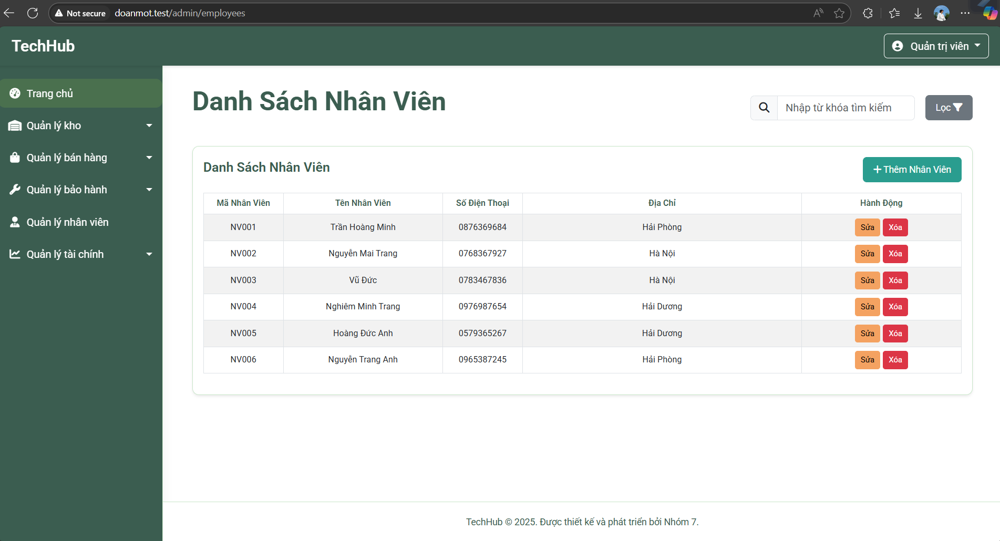 Not secure doanmot.test/admin/employees
TechHub
Quản trị viên
Trang chủ
Quản lý kho
Quản lý bán hàng
Quản lý bảo hành
Quản lý nhân viên
Quản lý tài chính
Danh Sách Nhân Viên
Nhập từ khóa tìm kiếm
Lọc
Danh Sách Nhân Viên
Thêm Nhân Viên
Mã Nhân Viên Tên Nhân Viên Số Điện Thoại Địa Chỉ Hành Động
NV001 Trần Hoàng Minh 0876369684 Hải Phòng Sửa Xóa
NV002 Nguyễn Mai Trang 0768367927 Hà Nội Sửa Xóa
NV003 Vũ Đức 0783467836 Hà Nội Sửa Xóa
NV004 Nghiêm Minh Trang 0976987654 Hải Dương Sửa Xóa
NV005 Hoàng Đức Anh 0579365267 Hải Dương Sửa Xóa
NV006 Nguyễn Trang Anh 0965387245 Hải Phòng Sửa Xóa
TechHub © 2025. Được thiết kế và phát triển bởi Nhóm 7.